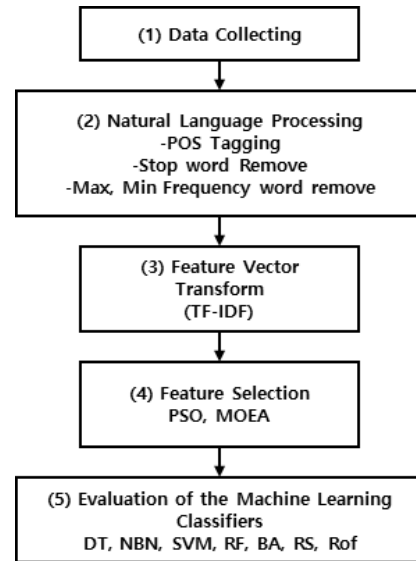 (1) Data Collecting
(2) Natural Language Processing
-POS Tagging
-Stop word Remove
-Max, Min Frequency word remove
(3) Feature Vector
Transform
(TF-IDF)
(4) Feature Selection
PSO, MOEA
(5) Evaluation of the Machine Learning
Classifiers
DT, NBN, SVM, RF, BA, RS, Rof